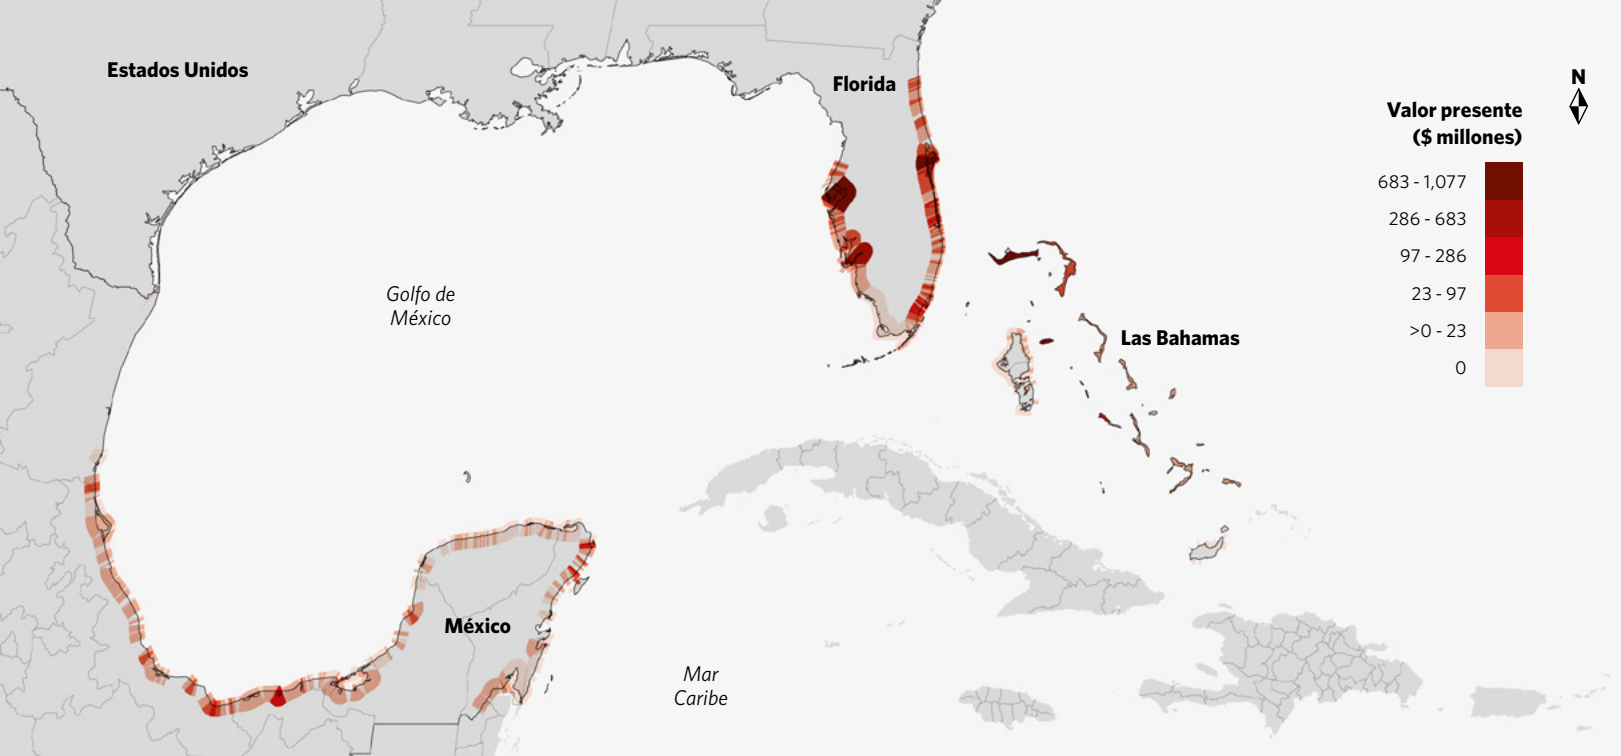 Estados Unidos
Florida
N
Valor presente
($ millones)
683 - 1,077
286 - 683
97 - 286
23 - 97
>0 - 23
0
Golfo de
México
Las Bahamas
México
Mar
Caribe